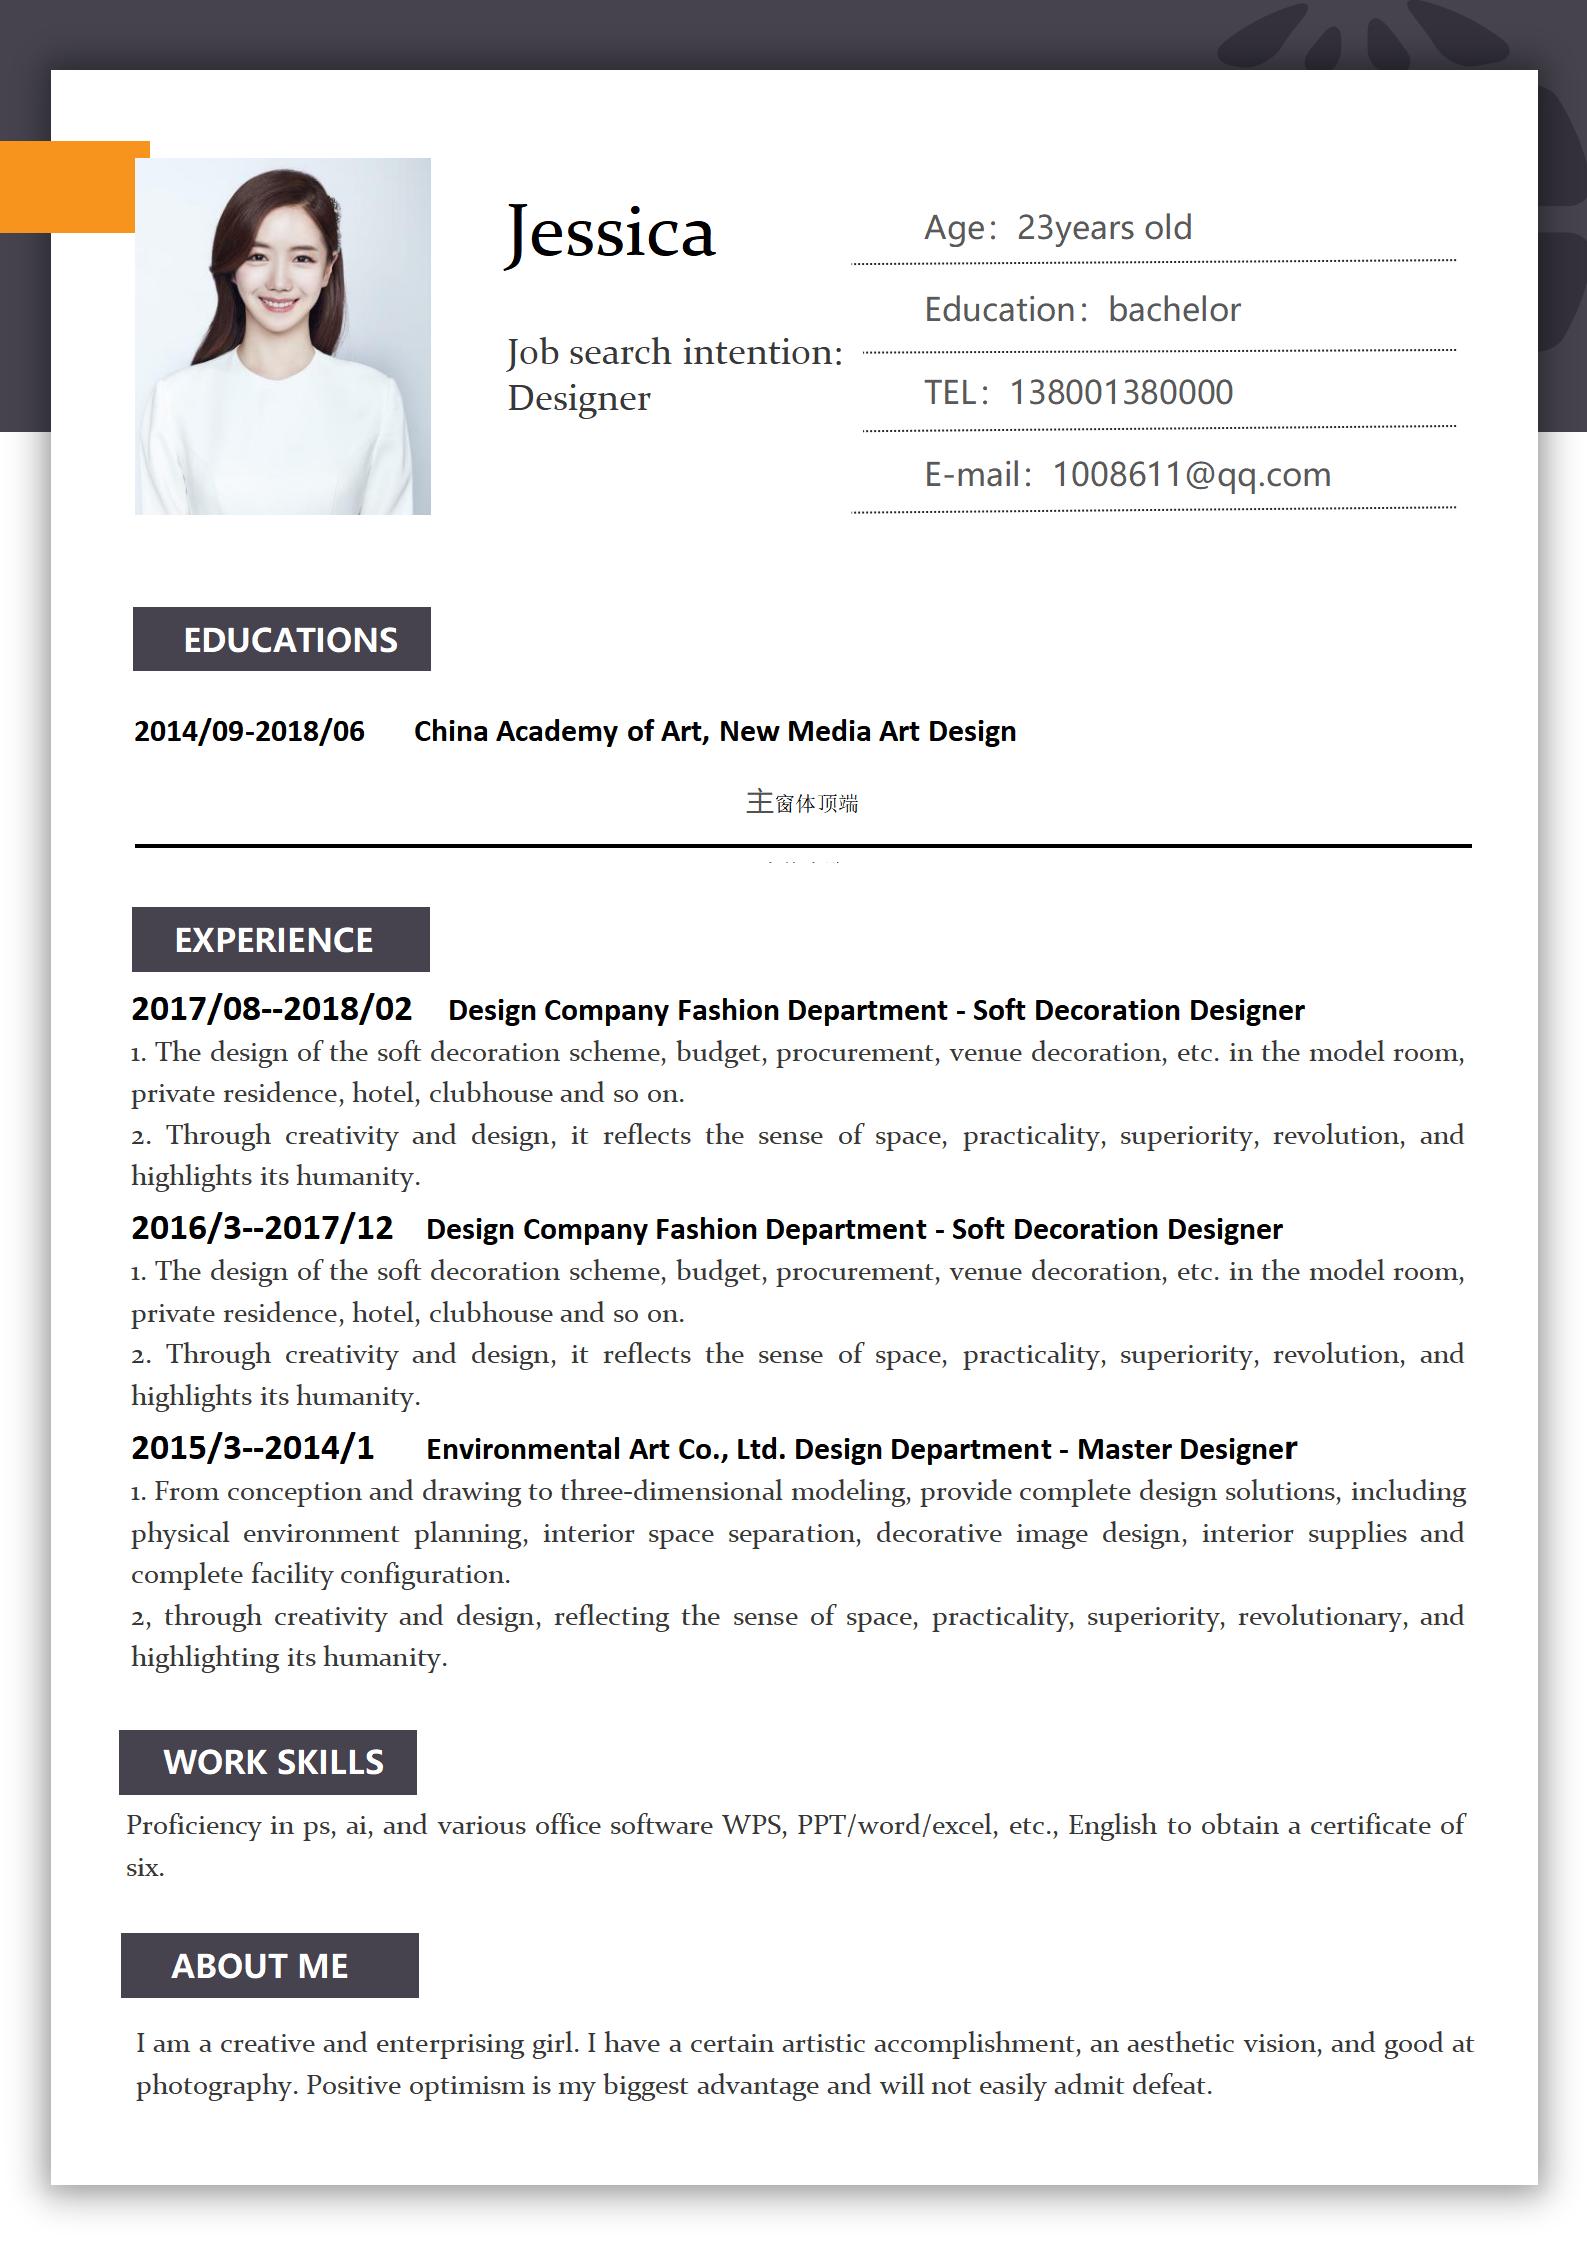 Jessica
Job search intention:
Designer
Age：23years old
Education：bachelor
TEL：138001380000
E-mail：1008611@qq.com
EDUCATIONS
2014/09-2018/06 China Academy of Art, New Media Art Design
主窗体顶端
EXPERIENCE
2017/08--2018/02 Design Company Fashion Department - Soft Decoration Designer
1. The design of the soft decoration scheme, budget, procurement, venue decoration, etc. in the model room,
private residence, hotel, clubhouse and so on.
2. Through creativity and design, it reflects the sense of space, practicality, superiority, revolution, and
highlights its humanity.
2016/3--2017/12 Design Company Fashion Department - Soft Decoration Designer
1. The design of the soft decoration scheme, budget, procurement, venue decoration, etc. in the model room,
private residence, hotel, clubhouse and so on.
2. Through creativity and design, it reflects the sense of space, practicality, superiority, revolution, and
highlights its humanity.
2015/3--2014/1 Environmental Art Co., Ltd. Design Department - Master Designer
1. From conception and drawing to three-dimensional modeling, provide complete design solutions, including
physical environment planning, interior space separation, decorative image design, interior supplies and
complete facility configuration.
2, through creativity and design, reflecting the sense of space, practicality, superiority, revolutionary, and
highlighting its humanity.
WORK SKILLS
Proficiency in ps, ai, and various office software WPS, PPT/word/excel, etc., English to obtain a certificate of
six.
ABOUT ME
I am a creative and enterprising girl. I have a certain artistic accomplishment, an aesthetic vision, and good at
photography. Positive optimism is my biggest advantage and will not easily admit defeat.